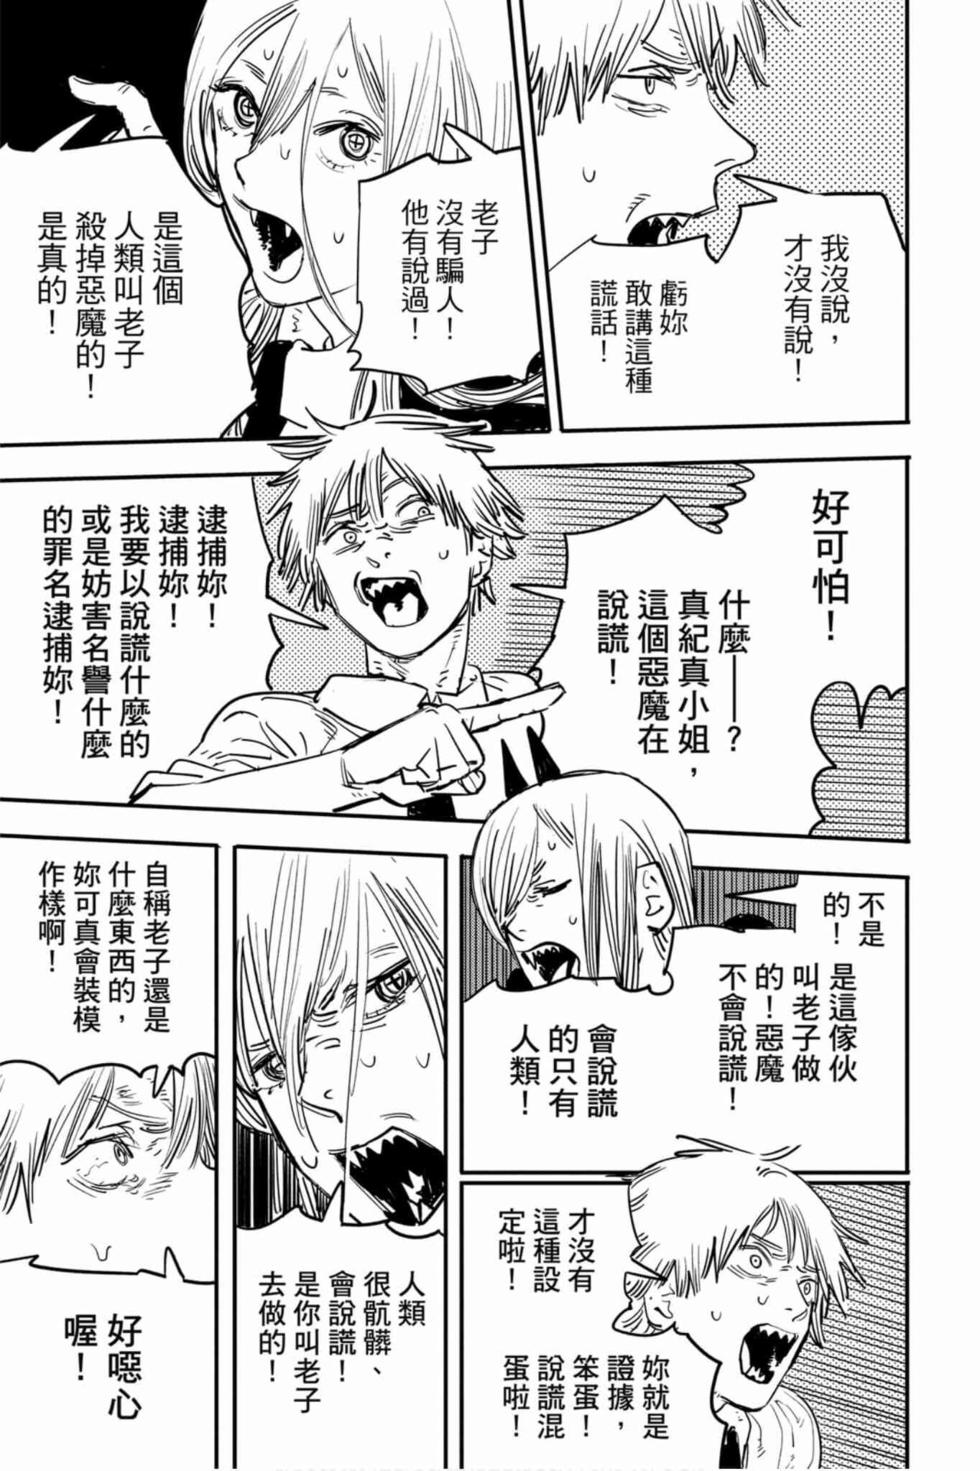 我沒說，
才沒有說！
虧妳
敢講這種
謊話！
老子
沒有騙人！
他有說過！
是這個
人類叫老子
殺掉惡魔的！
是真的！
好可怕！
什麼——？
真紀真小姐，
這個惡魔在
說謊！
逮捕妳！
逮捕妳！
我要以說謊什麼的
或是妨害名譽什麼
的罪名逮捕妳！
不是
的！
是這傢伙
叫老子做
的！惡魔
不會說謊！
會說謊
的只有
人類！
才沒有
這種設
定啦！
妳就是
證據，
笨蛋！
說謊混
蛋啦！
人類
很骯髒、
會說謊！
是你叫老子
去做的！
自稱老子還是
什麼東西的，
妳可真會裝模
作樣啊！
好噁心
喔！